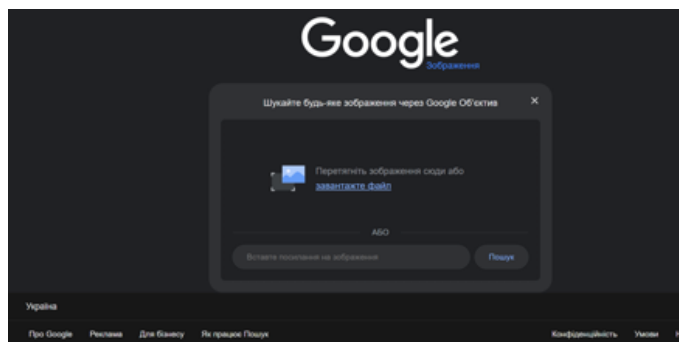 Google
Зображення
Шукайте будь-яке зображення через Google Об'єктив
Перетягніть зображення сюди або
завантажте файл
АБО
Вставте посилання на зображення
Пошук
Україна
Про Google Реклама Для бізнесу Як працює Пошук Конфіденційність Умови